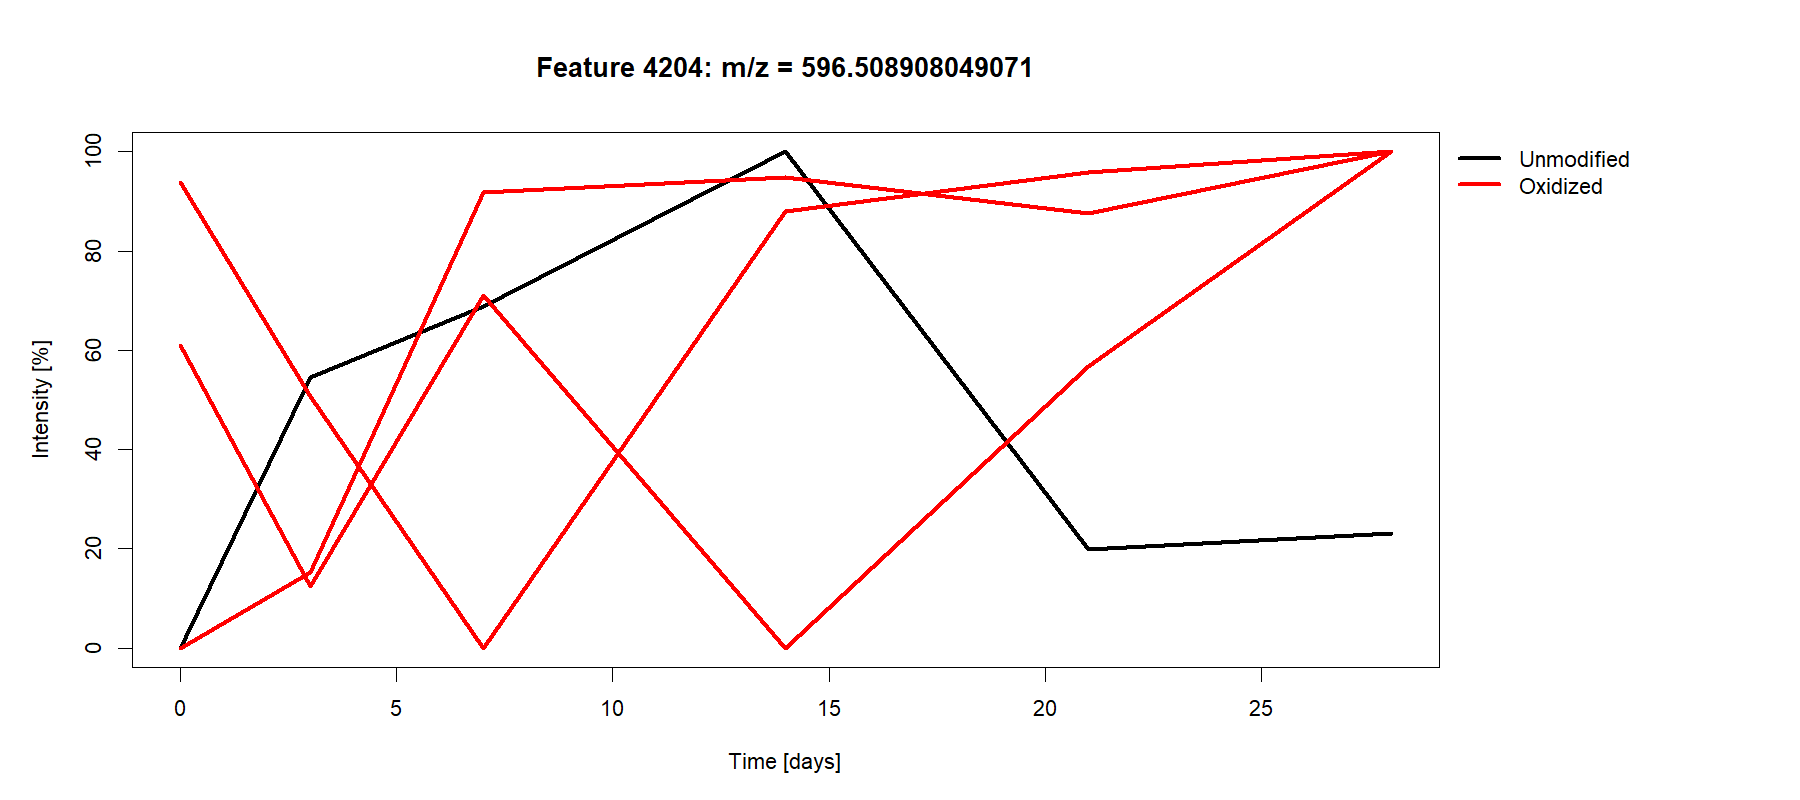 Feature 4204: m/z = 596.508908049071
Unmodified
Oxidized
Intensity [%]
100
80
60
40
20
0
0 5 10 15 20 25
Time [days]